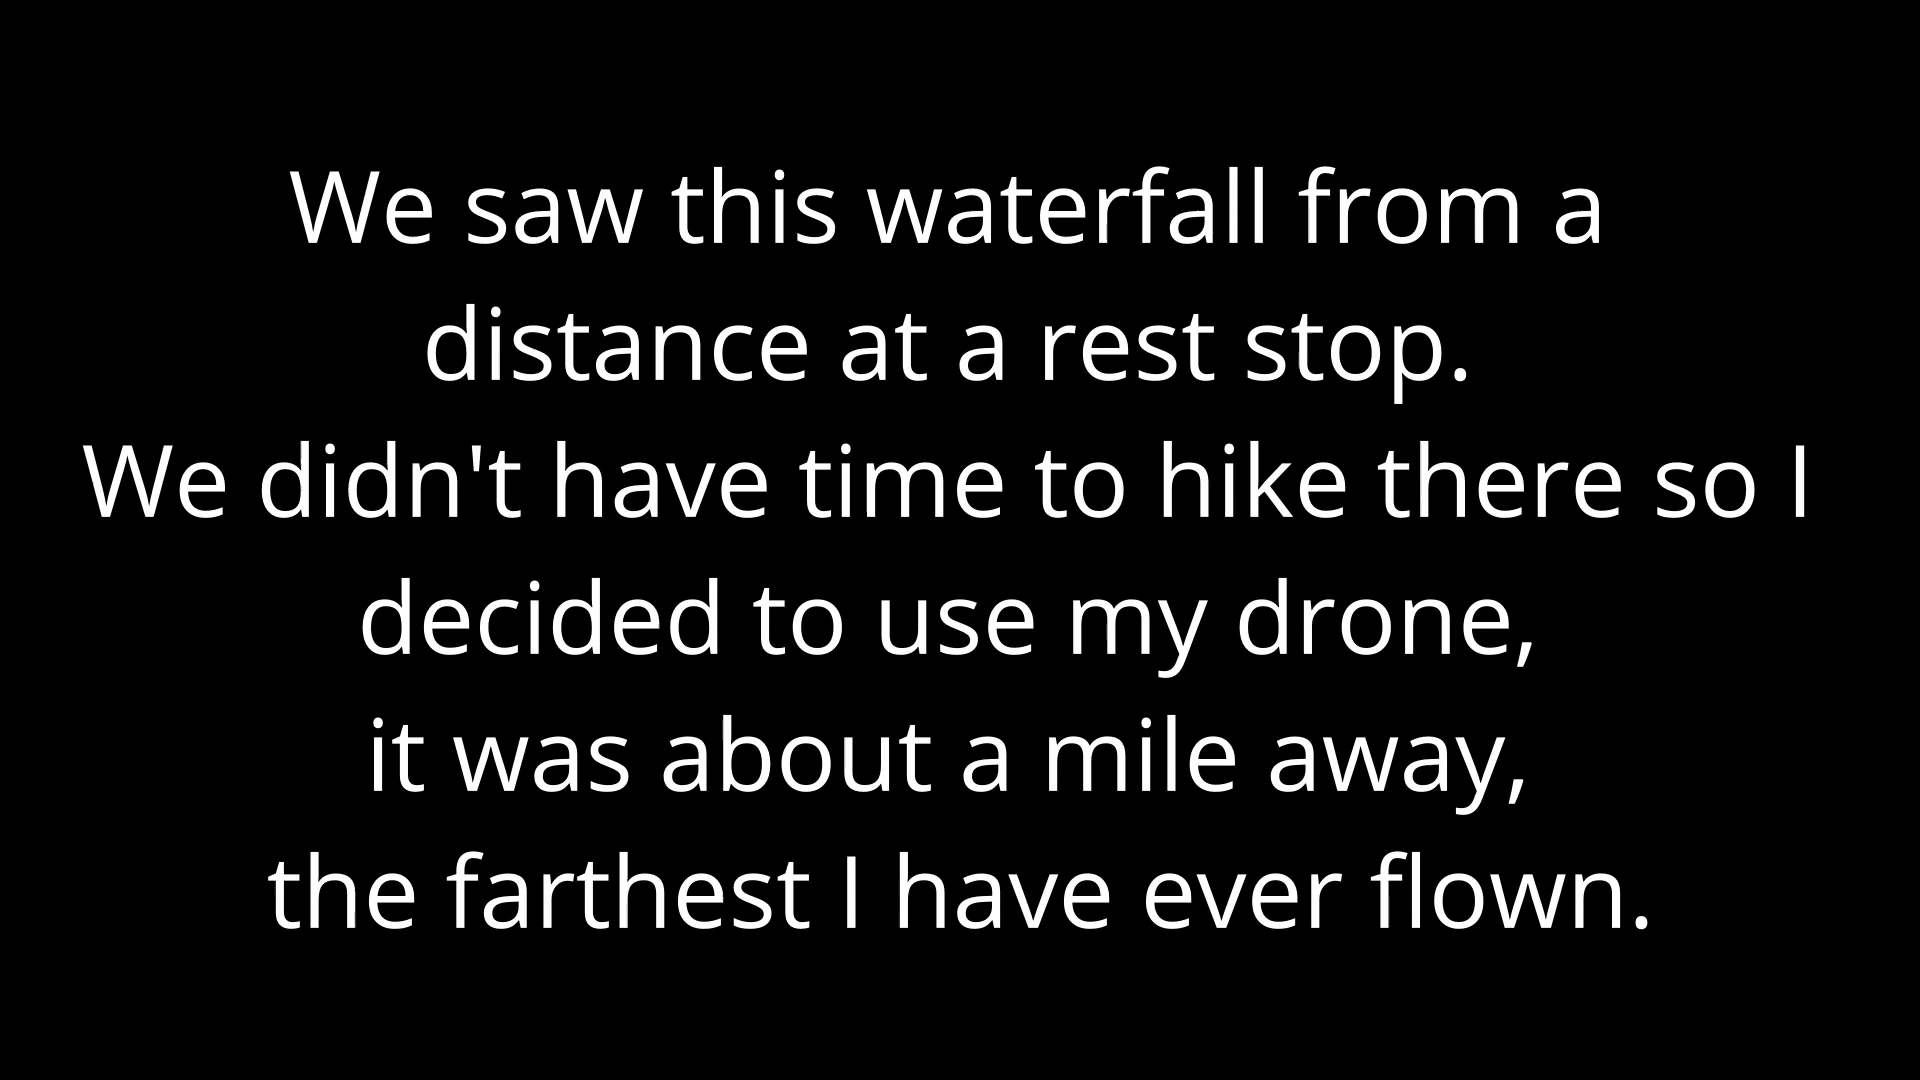 We saw this waterfall from a
distance at a rest stop.
We didn't have time to hike there so I
decided to use my drone,
it was about a mile away,
the farthest I have ever flown.